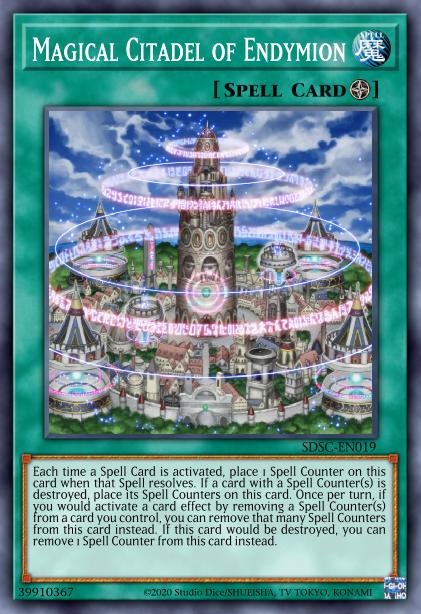 MAGICAL CITADEL OF ENDYMION
SPELL
魔
[SPELL CARD]
SDSC-EN019
Each time a Spell Card is activated, place 1 Spell Counter on this
card when that Spell resolves. If a card with a Spell Counter(s) is
destroyed, place its Spell Counters on this card. Once per turn, if
you would activate a card effect by removing a Spell Counter(s)
from a card you control, you can remove that many Spell Counters
from this card instead. If this card would be destroyed, you can
remove 1 Spell Counter from this card instead.
39910367
©2020 Studio Dice/SHUEISHA, TV TOKYO, KONAMI